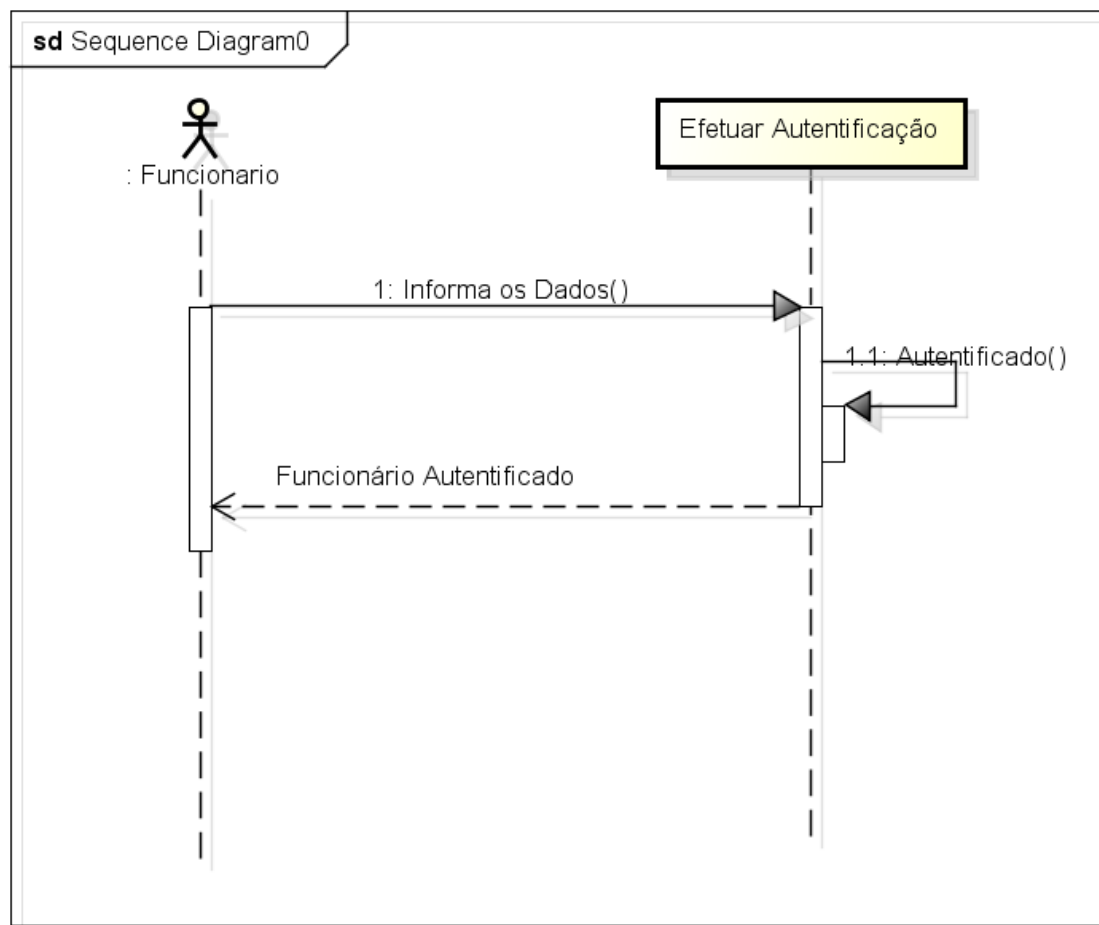 sd Sequence Diagram0
: Funcionario
Efetuar Autentificação
1: Informa os Dados()
1.1: Autentificado()
Funcionário Autentificado